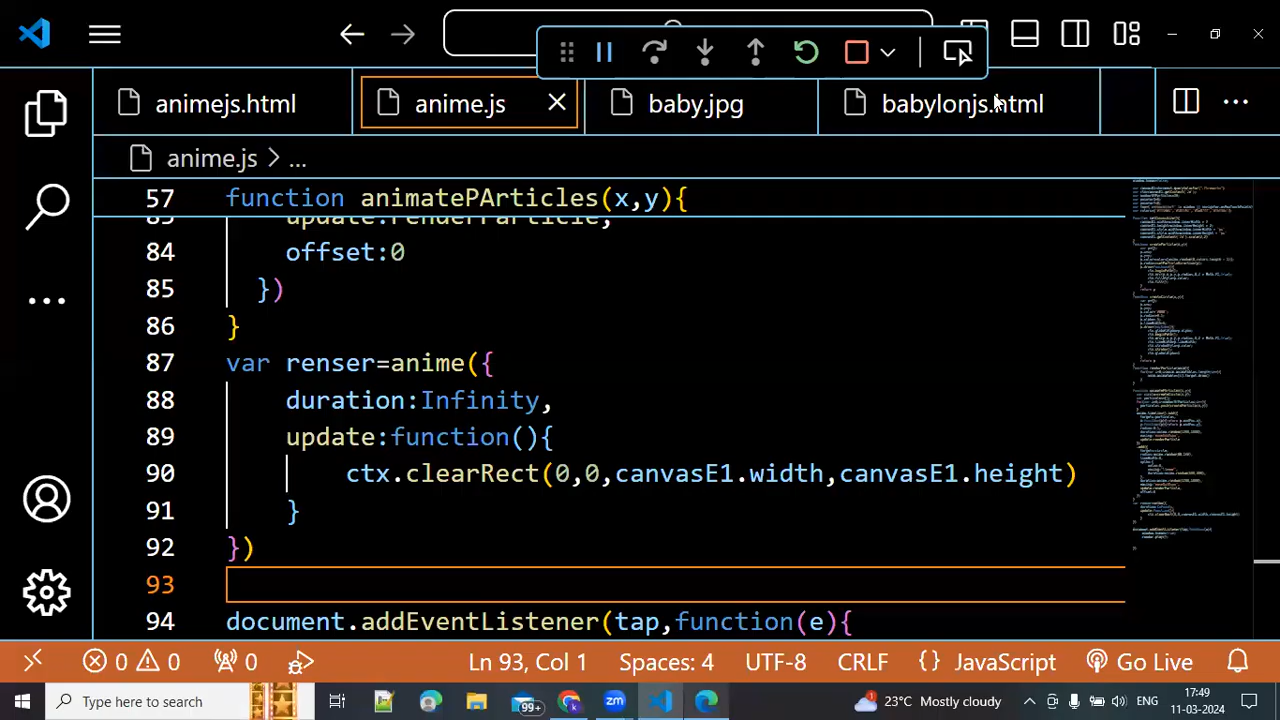 animejs.html
anime.js
baby.jpg
babylonjs.html
anime.js > ...
57 function animatePArticles(x,y){
update:renderParticle,
84 offset:0
85 })
86 }
87 var renser=anime({
88 duration:Infinity,
89 update:function(){
90 ctx.clearRect(0,0,canvasE1.width,canvasE1.height)
91 }
92 })
93
94 document.addEventListener(tap,function(e){
0 0 0 Ln 93, Col 1 Spaces: 4 UTF-8 CRLF {} JavaScript Go Live
Type here to search
99+
zm
23°C Mostly cloudy
ENG
17:49
11-03-2024